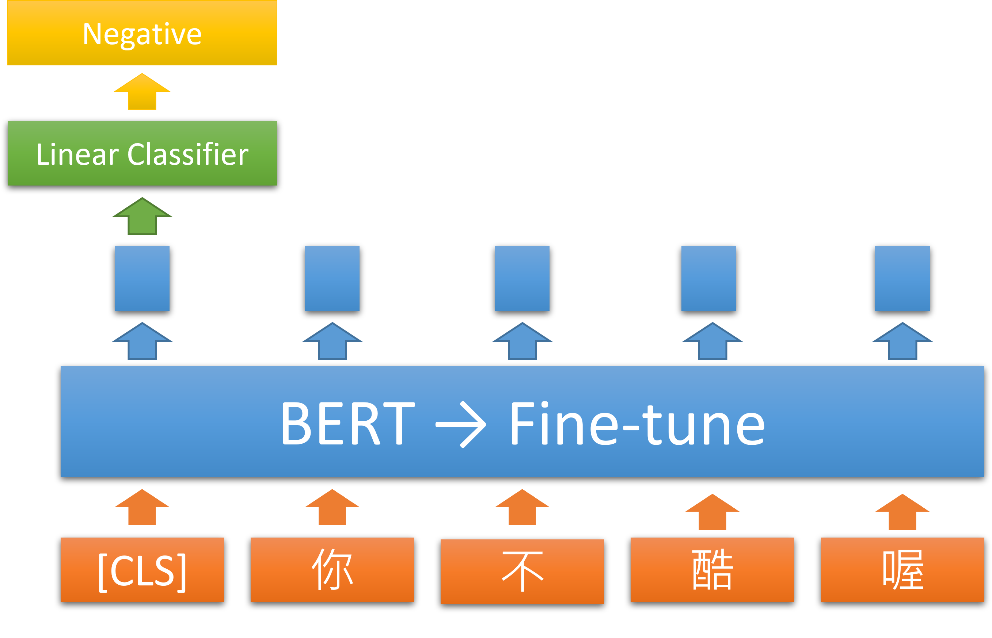 Negative
Linear Classifier
BERT → Fine-tune
[CLS] 你 不 酷 喔